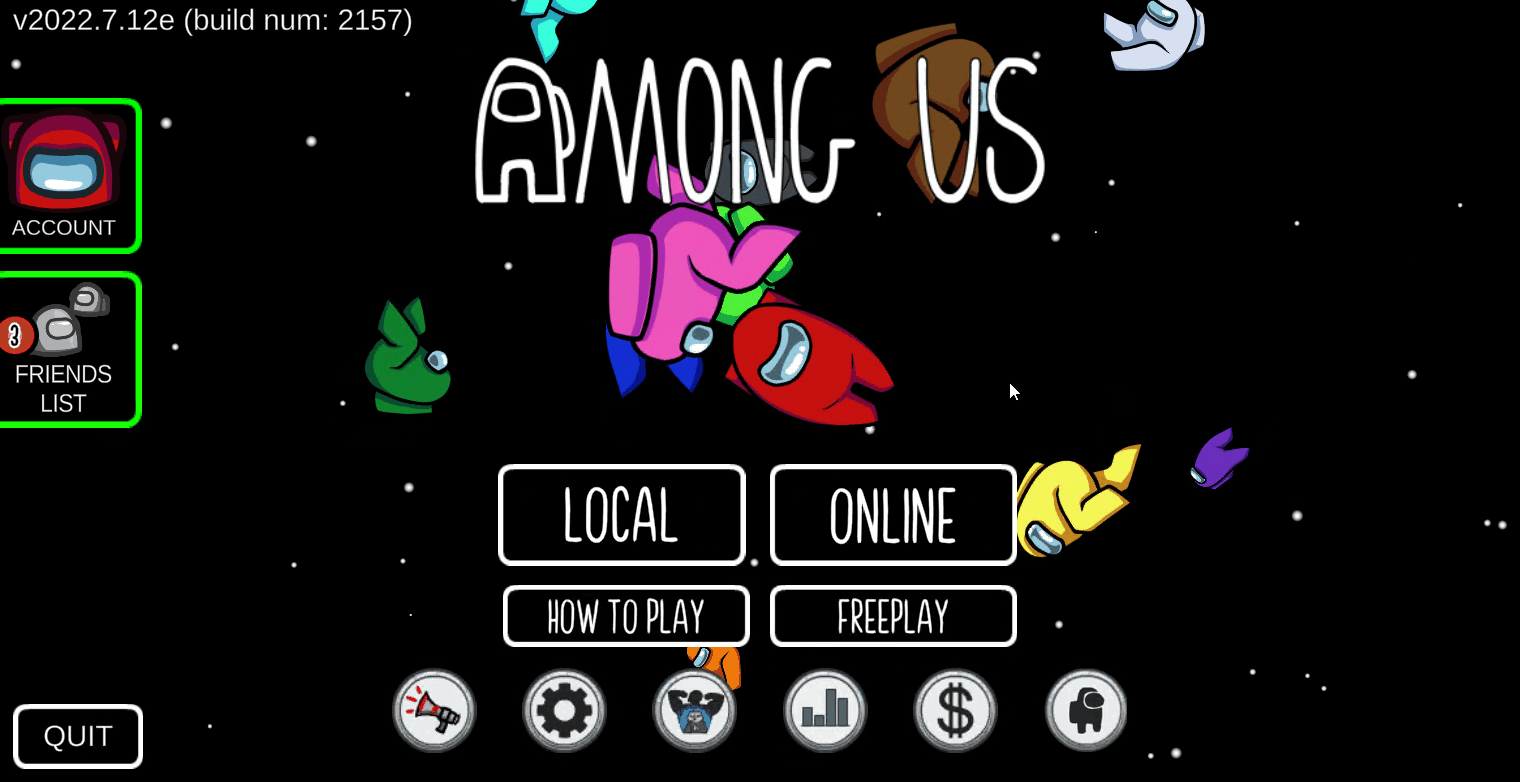 v2022.7.12e (build num: 2157)
AMONG US
ACCOUNT
3
FRIENDS
LIST
LOCAL
ONLINE
HOW TO PLAY
FREEPLAY
$
QUIT